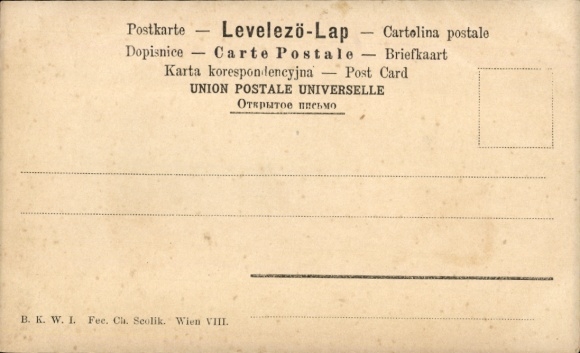 Postkarte — Levelező-Lap — Cartolina postale
Dopisnice — Carte Postale — Briefkaart
Karta korespondencyjna — Post Card
UNION POSTALE UNIVERSELLE
Открытое письмо
B. K. W. I. Fec. Ch. Scolik. Wien VIII.